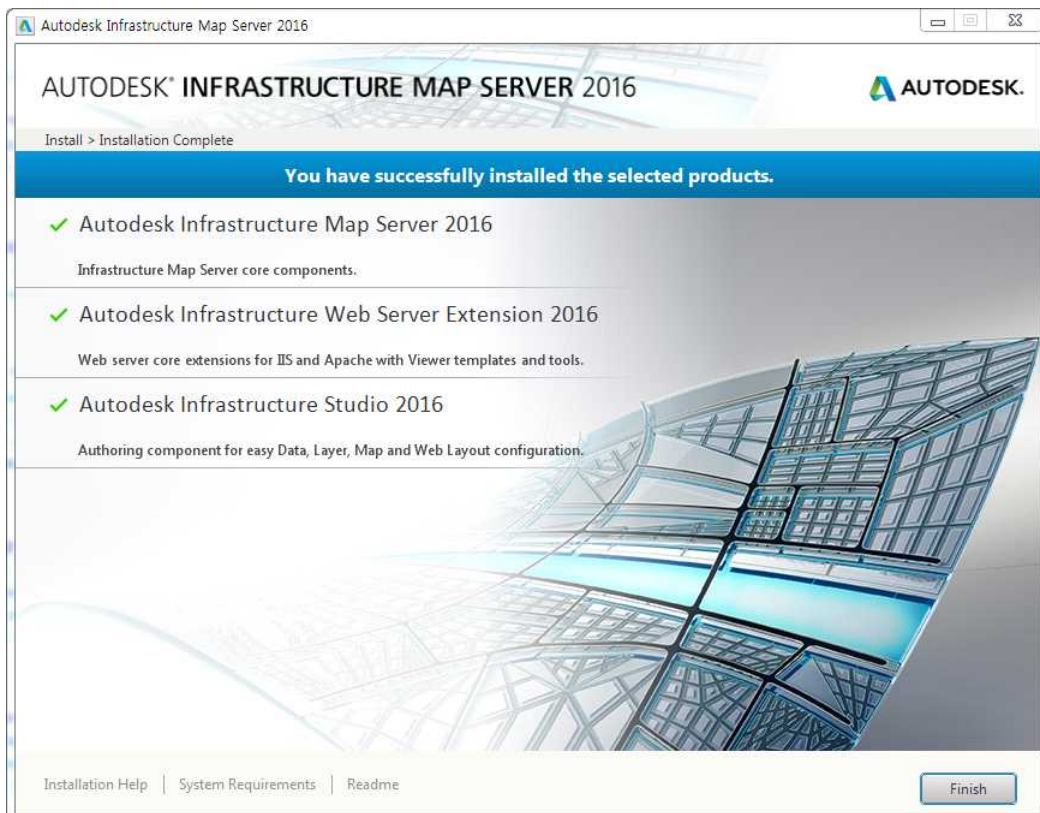 Autodesk Infrastructure Map Server 2016
AUTODESK® INFRASTRUCTURE MAP SERVER 2016
AUTODESK.
Install > Installation Complete
You have successfully installed the selected products.
Autodesk Infrastructure Map Server 2016
Infrastructure Map Server core components.
Autodesk Infrastructure Web Server Extension 2016
Web server core extensions for IIS and Apache with Viewer templates and tools.
Autodesk Infrastructure Studio 2016
Authoring component for easy Data, Layer, Map and Web Layout configuration.
Installation Help | System Requirements | Readme
Finish